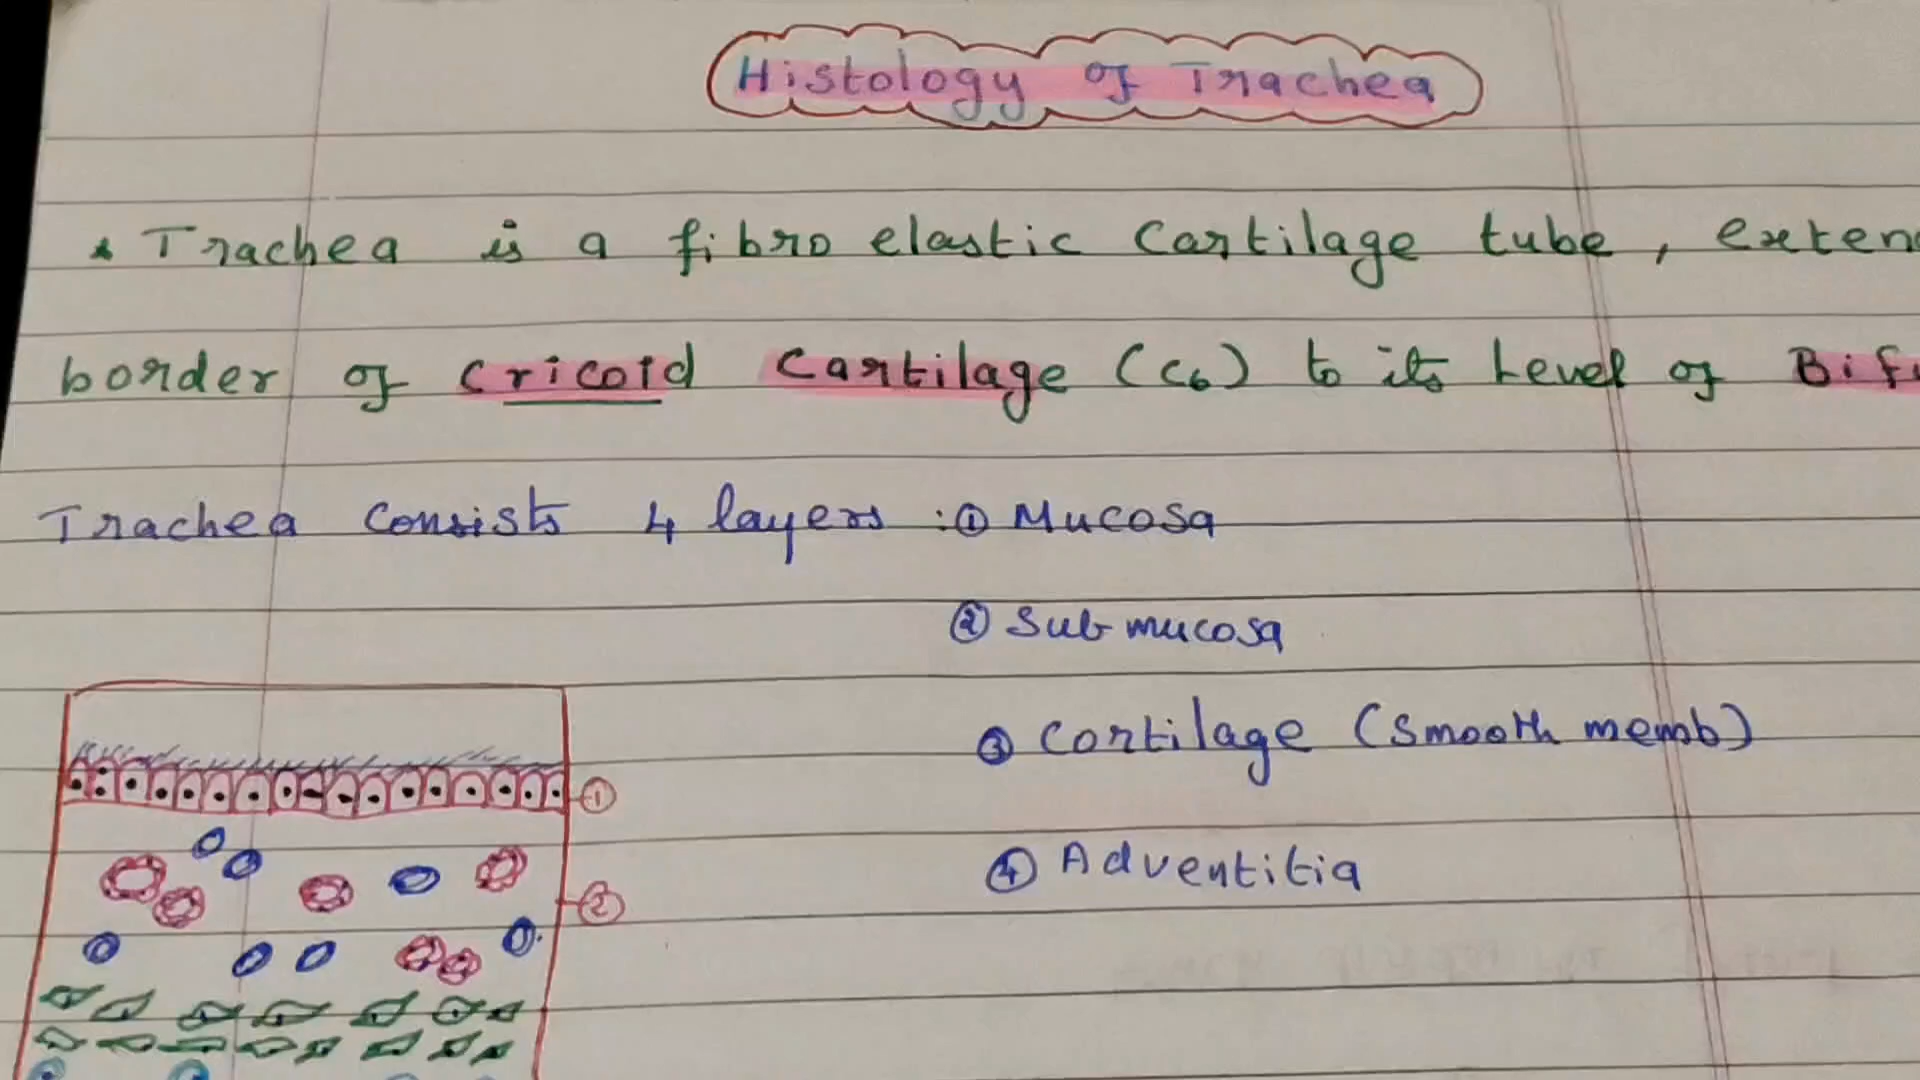 Histology of Trachea
Trachea is a fibro elastic Cartilage tube, exten
border of Cricoid Cartilage (C6) to its Level of Bif
Trachea consists 4 layers : ① Mucosa
② Sub mucosa
③ Cartilage (Smooth memb)
④ Adventitia
①
②